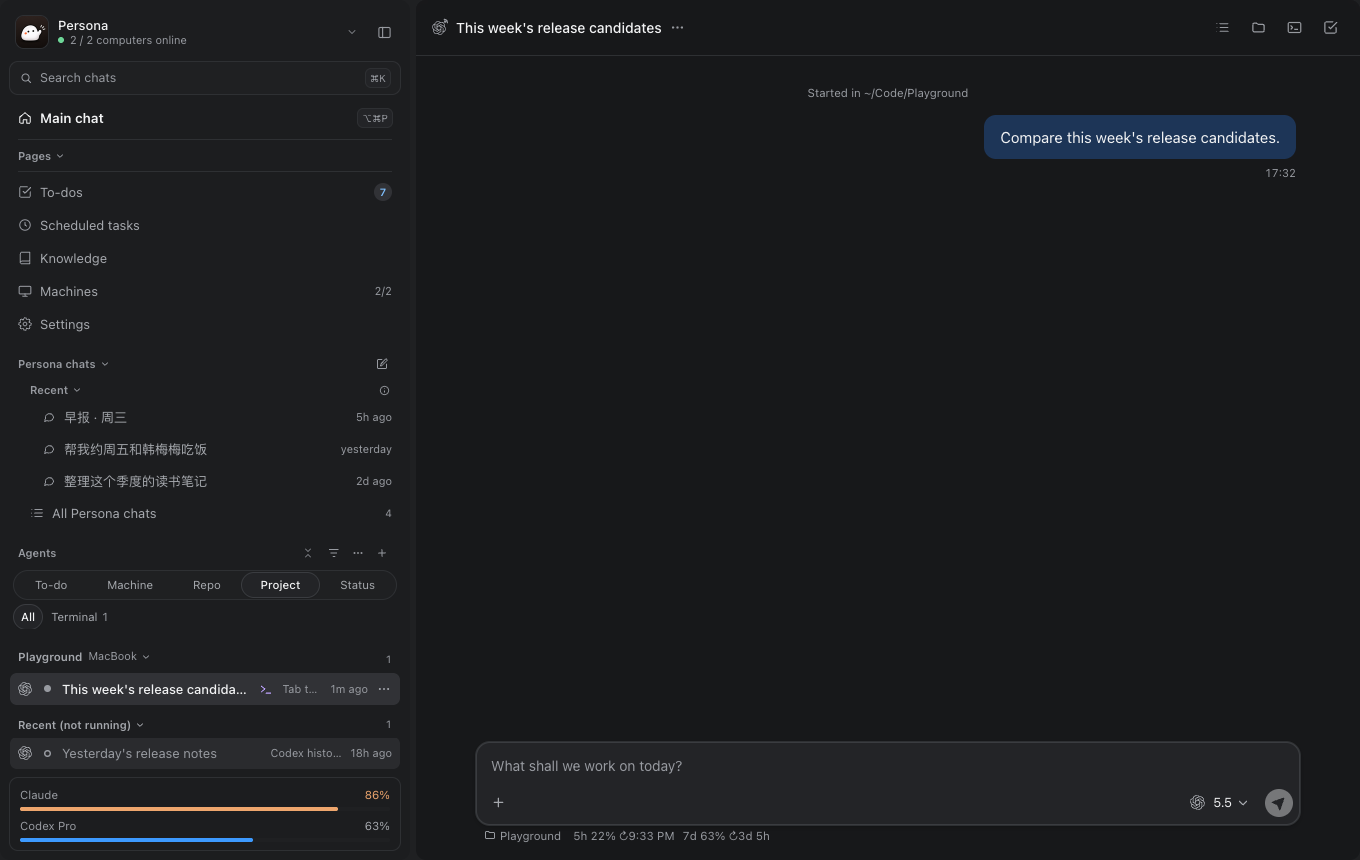 Persona
2 / 2 computers online
Search chats
⌘K
Main chat
⌥⌘P
Pages
To-dos
7
Scheduled tasks
Knowledge
Machines
2/2
Settings
Persona chats
Recent
早报 · 周三
5h ago
帮我约周五和韩梅梅吃饭
yesterday
整理这个季度的读书笔记
2d ago
All Persona chats
4
Agents
To-do
Machine
Repo
Project
Status
All
Terminal 1
Playground MacBook
1
This week's release candida...
Tab t...
1m ago
Recent (not running)
1
Yesterday's release notes
Codex histo...
18h ago
Claude
86%
Codex Pro
63%
This week's release candidates
Started in ~/Code/Playground
Compare this week's release candidates.
17:32
What shall we work on today?
5.5
Playground 5h 22% ↻9:33 PM 7d 63% ↻3d 5h